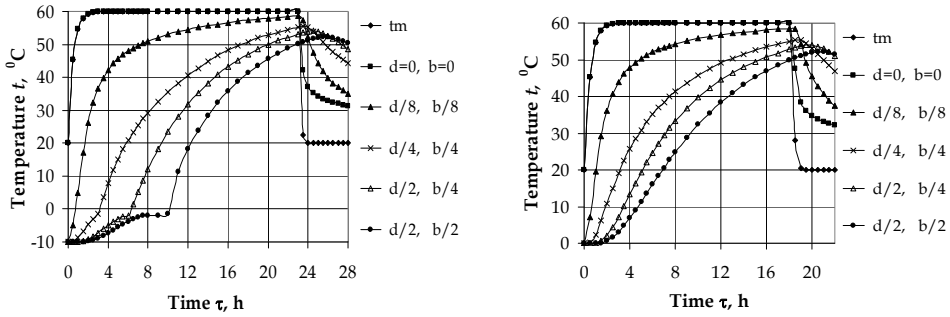 60
50
40
30
20
10
0
-10
Temperature t, ⁰C
0 4 8 12 16 20 24 28
Time τ, h
tm
d=0, b=0
d/8, b/8
d/4, b/4
d/2, b/4
d/2, b/2
60
50
40
30
20
10
0
Temperature t, ⁰C
0 4 8 12 16 20
Time τ, h
tm
d=0, b=0
d/8, b/8
d/4, b/4
d/2, b/4
d/2, b/2